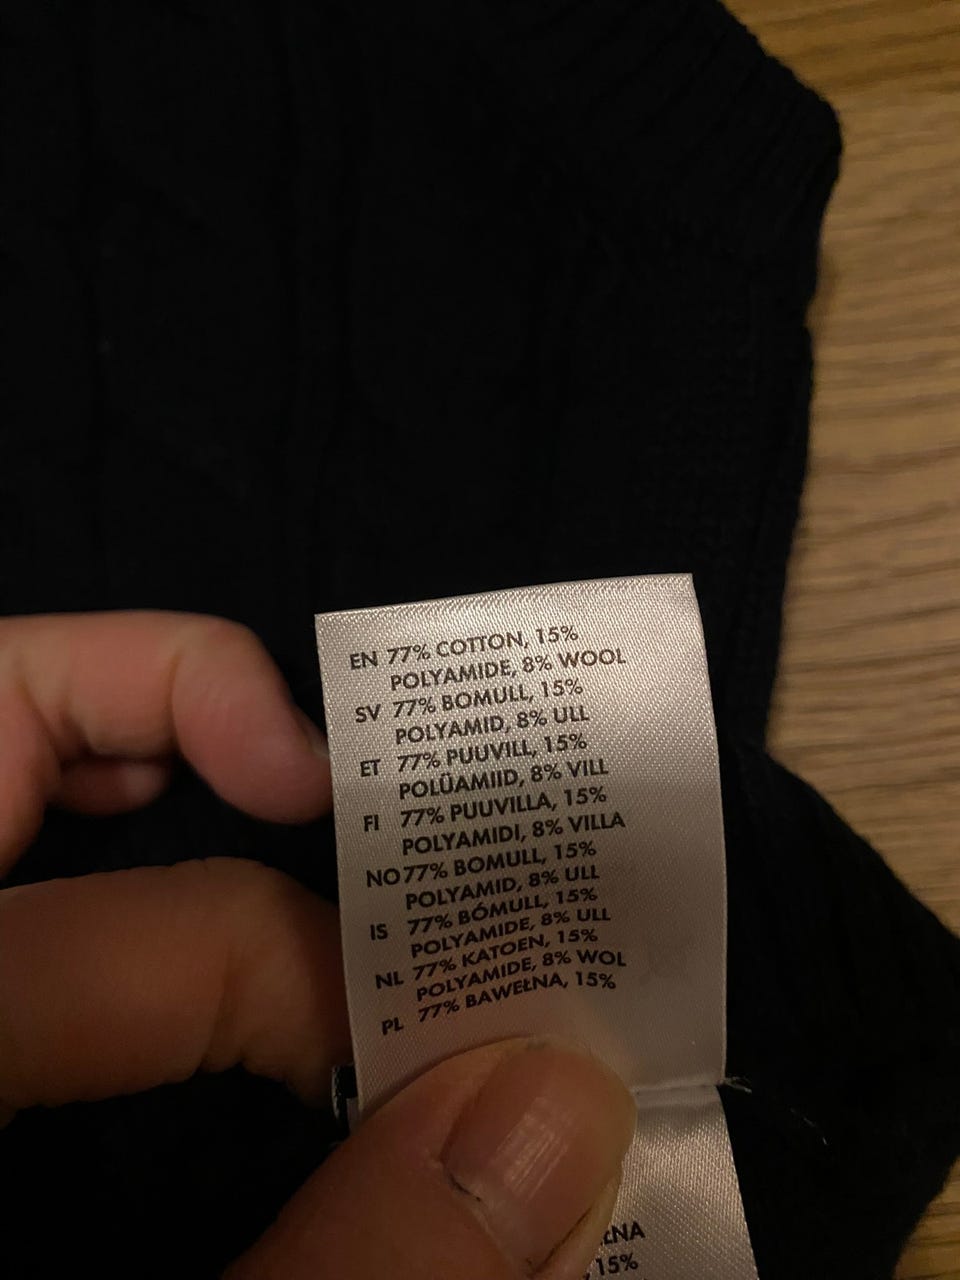 EN 77% COTTON, 15%
POLYAMIDE, 8% WOOL
SV 77% BOMULL, 15%
POLYAMID, 8% ULL
ET 77% PUUVILL, 15%
POLÜAMIID, 8% VILL
FI 77% PUUVILLA, 15%
POLYAMIDI, 8% VILLA
NO 77% BOMULL, 15%
POLYAMID, 8% ULL
IS 77% BÓMULL, 15%
POLYAMIDE, 8% ULL
NL 77% KATOEN, 15%
POLYAMIDE, 8% WOL
PL 77% BAWEŁNA, 15%
15%